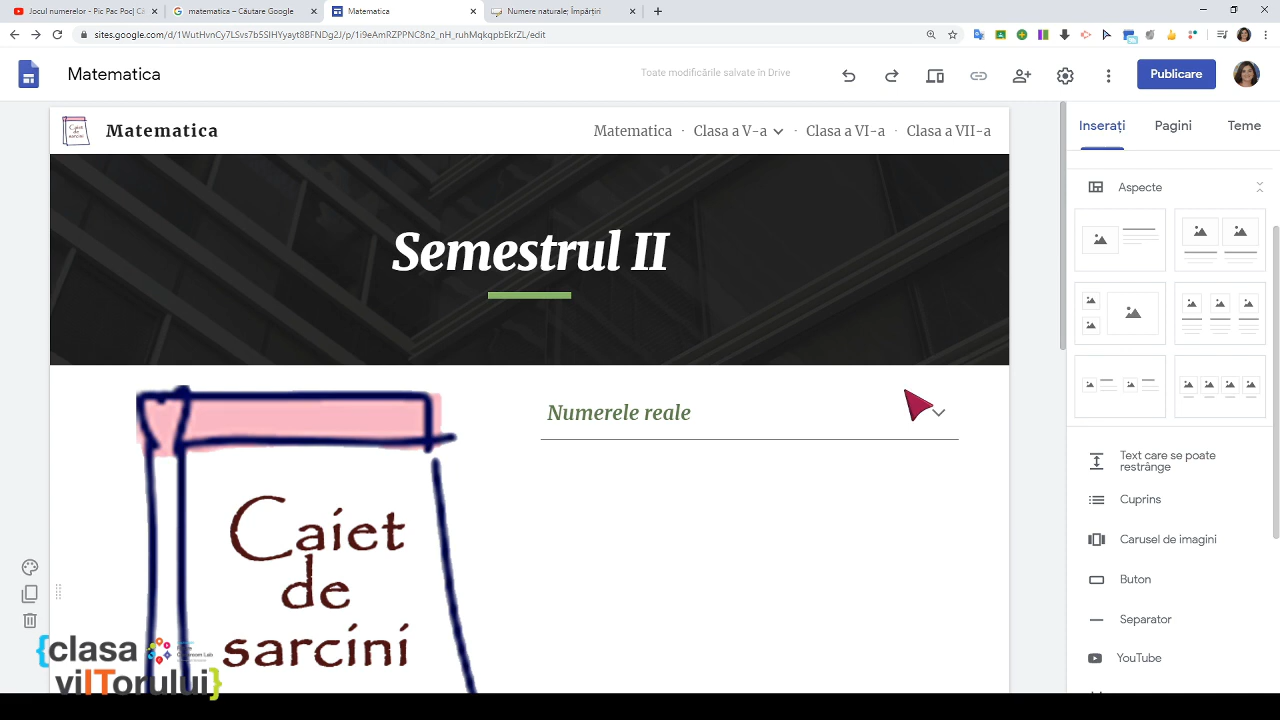 Jocul numerelor - Pic Pac Poc| Că
matematica – Căutare Google
Matematica
Numere naturale; Împărțiri
sites.google.com/d/1WutHvnCy7LSvs7b5SIHYyayt8BFNDg2J/p/1i9eAmRZPPNC8n2_nH_ruhMqkqpbEkrZL/edit
Matematica
Toate modificările salvate în Drive
Publicare
Caiet de sarcini
Matematica
Matematica · Clasa a V-a · Clasa a VI-a · Clasa a VII-a
Inserați
Pagini
Teme
Aspecte
Semestrul II
Numerele reale
Caiet
de
sarcini
Text care se poate
restrânge
Cuprins
Carusel de imagini
Buton
Separator
YouTube
{clasa
viITorului}